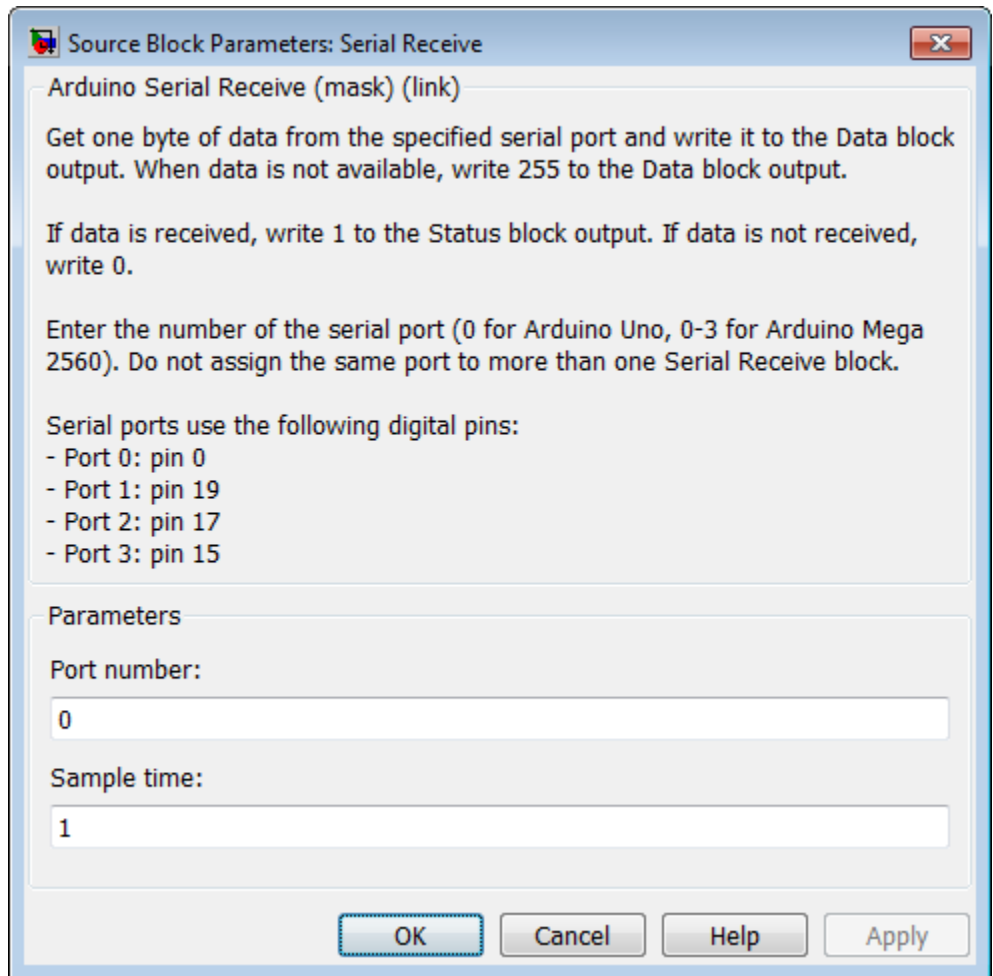 Source Block Parameters: Serial Receive
Arduino Serial Receive (mask) (link)
Get one byte of data from the specified serial port and write it to the Data block
output. When data is not available, write 255 to the Data block output.
If data is received, write 1 to the Status block output. If data is not received,
write 0.
Enter the number of the serial port (0 for Arduino Uno, 0-3 for Arduino Mega
2560). Do not assign the same port to more than one Serial Receive block.
Serial ports use the following digital pins:
- Port 0: pin 0
- Port 1: pin 19
- Port 2: pin 17
- Port 3: pin 15
Parameters
Port number:
0
Sample time:
1
OK Cancel Help Apply